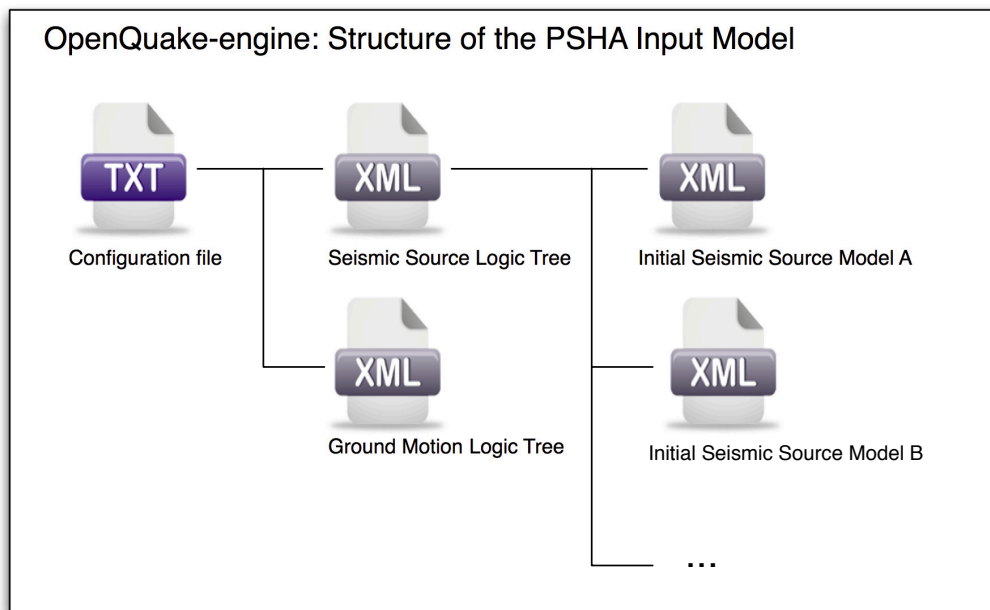 OpenQuake-engine: Structure of the PSHA Input Model
TXT
XML
XML
Configuration file
Seismic Source Logic Tree
Initial Seismic Source Model A
XML
XML
Ground Motion Logic Tree
Initial Seismic Source Model B
...